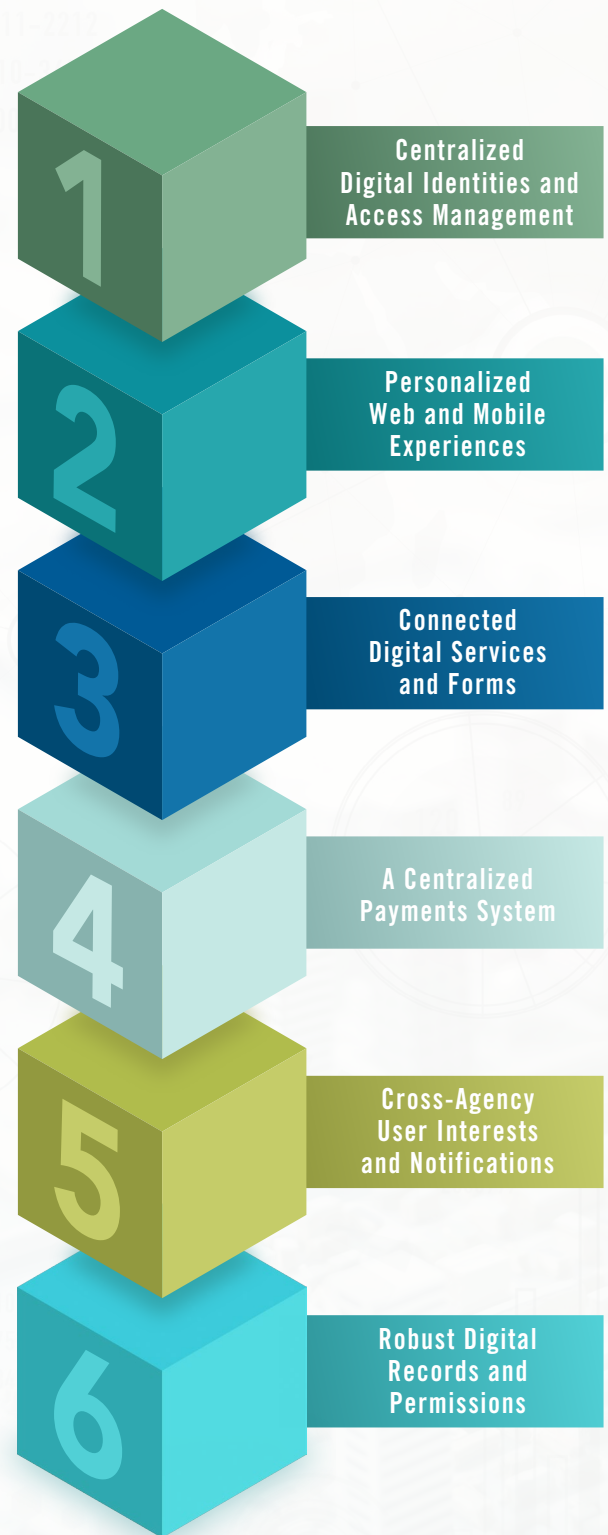 1
Centralized
Digital Identities and
Access Management
2
Personalized
Web and Mobile
Experiences
3
Connected
Digital Services
and Forms
4
A Centralized
Payments System
5
Cross-Agency
User Interests
and Notifications
6
Robust Digital
Records and
Permissions